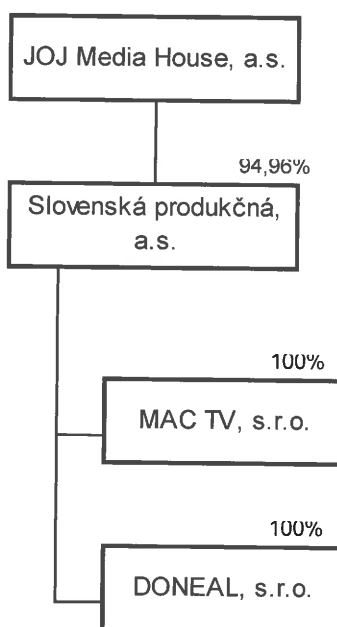 JOJ Media House, a.s.
94,96%
Slovenská produkčná,
a.s.
100%
MAC TV, s.r.o.
100%
DONEAL, s.r.o.